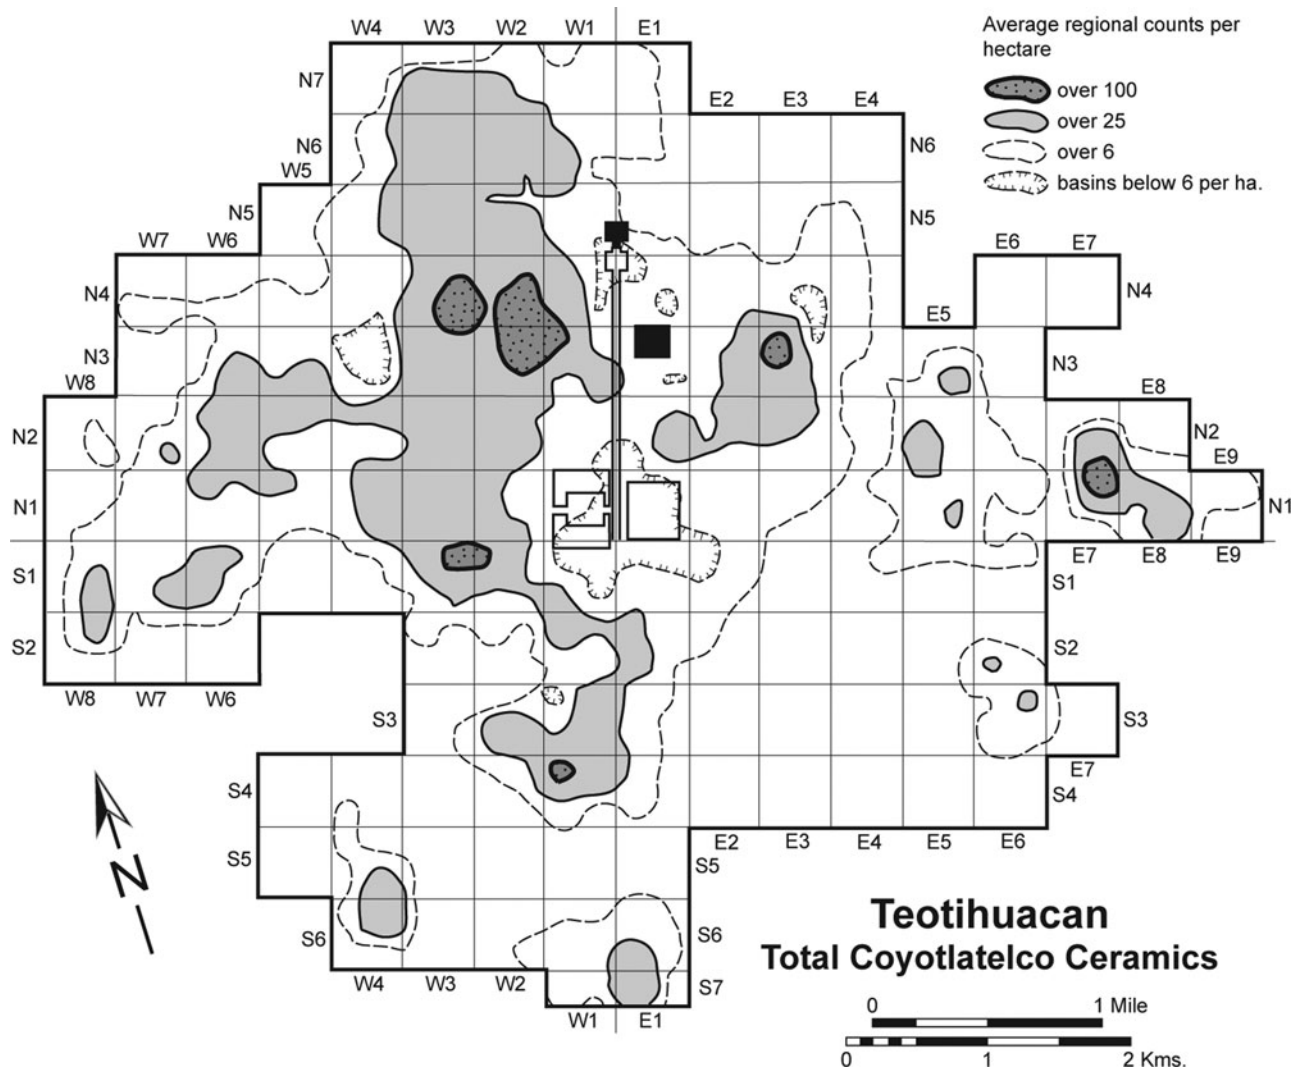 Average regional counts per
hectare
over 100
over 25
over 6
basins below 6 per ha.
W4 W3 W2 W1 E1
N7
E2 E3 E4
N6 N6
W5
N5 N5
W7 W6 E6 E7
N4 N4
E5
N3 N3
W8 E8
N2 N2
E9
N1 N1
E7 E8 E9
S1 S1
S2 S2
W8 W7 W6
S3 S3
E7
S4 S4
E2 E3 E4 E5 E6
S5 S5
S6 S6
W4 W3 W2
S7
W1 E1
N
Teotihuacan
Total Coyotlatelco Ceramics
0 1 Mile
0 1 2 Kms.